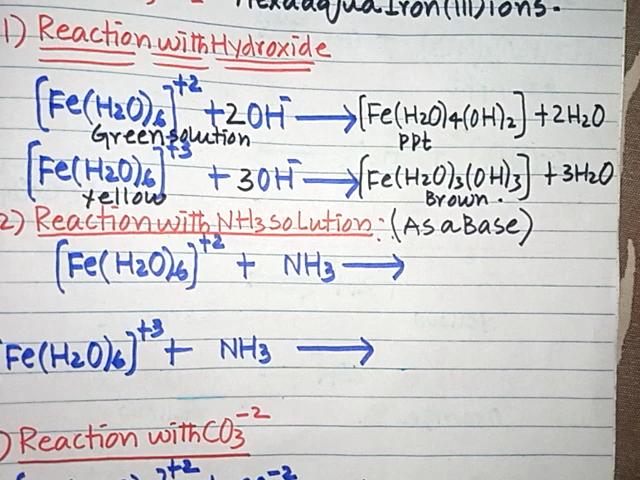 Hexaaqua Iron(III) ions.
1) Reaction with Hydroxide
[Fe(H2O)6]+2 + 2OH- → [Fe(H2O)4(OH)2] + 2H2O
Green solution ppt
[Fe(H2O)6]+3 + 3OH- → [Fe(H2O)3(OH)3] + 3H2O
yellow Brown.
2) Reaction with NH3 solution: (As a Base)
[Fe(H2O)6]+2 + NH3 →
Fe(H2O)6]+3 + NH3 →
) Reaction with CO3-2